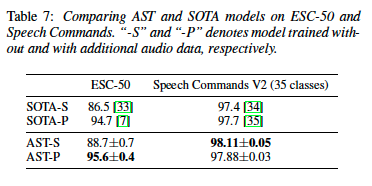 Table 7: Comparing AST and SOTA models on ESC-50 and
Speech Commands. “-S” and “-P” denotes model trained with-
out and with additional audio data, respectively.
ESC-50 Speech Commands V2 (35 classes)
SOTA-S 86.5 [33] 97.4 [34]
SOTA-P 94.7 [7] 97.7 [35]
AST-S 88.7±0.7 98.11±0.05
AST-P 95.6±0.4 97.88±0.03